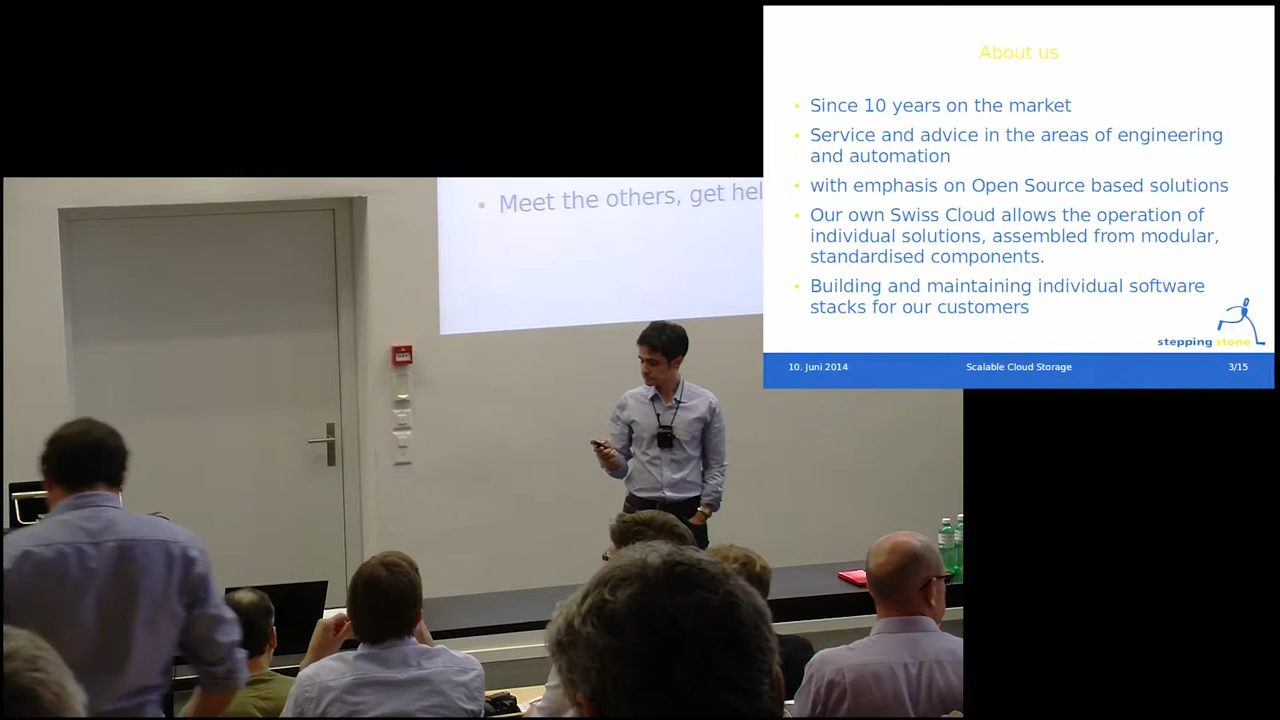 About us
• Since 10 years on the market
• Service and advice in the areas of engineering
and automation
• with emphasis on Open Source based solutions
• Our own Swiss Cloud allows the operation of
individual solutions, assembled from modular,
standardised components.
• Building and maintaining individual software
stacks for our customers
stepping stone
10. Juni 2014 Scalable Cloud Storage 3/15
• Meet the others, get hel